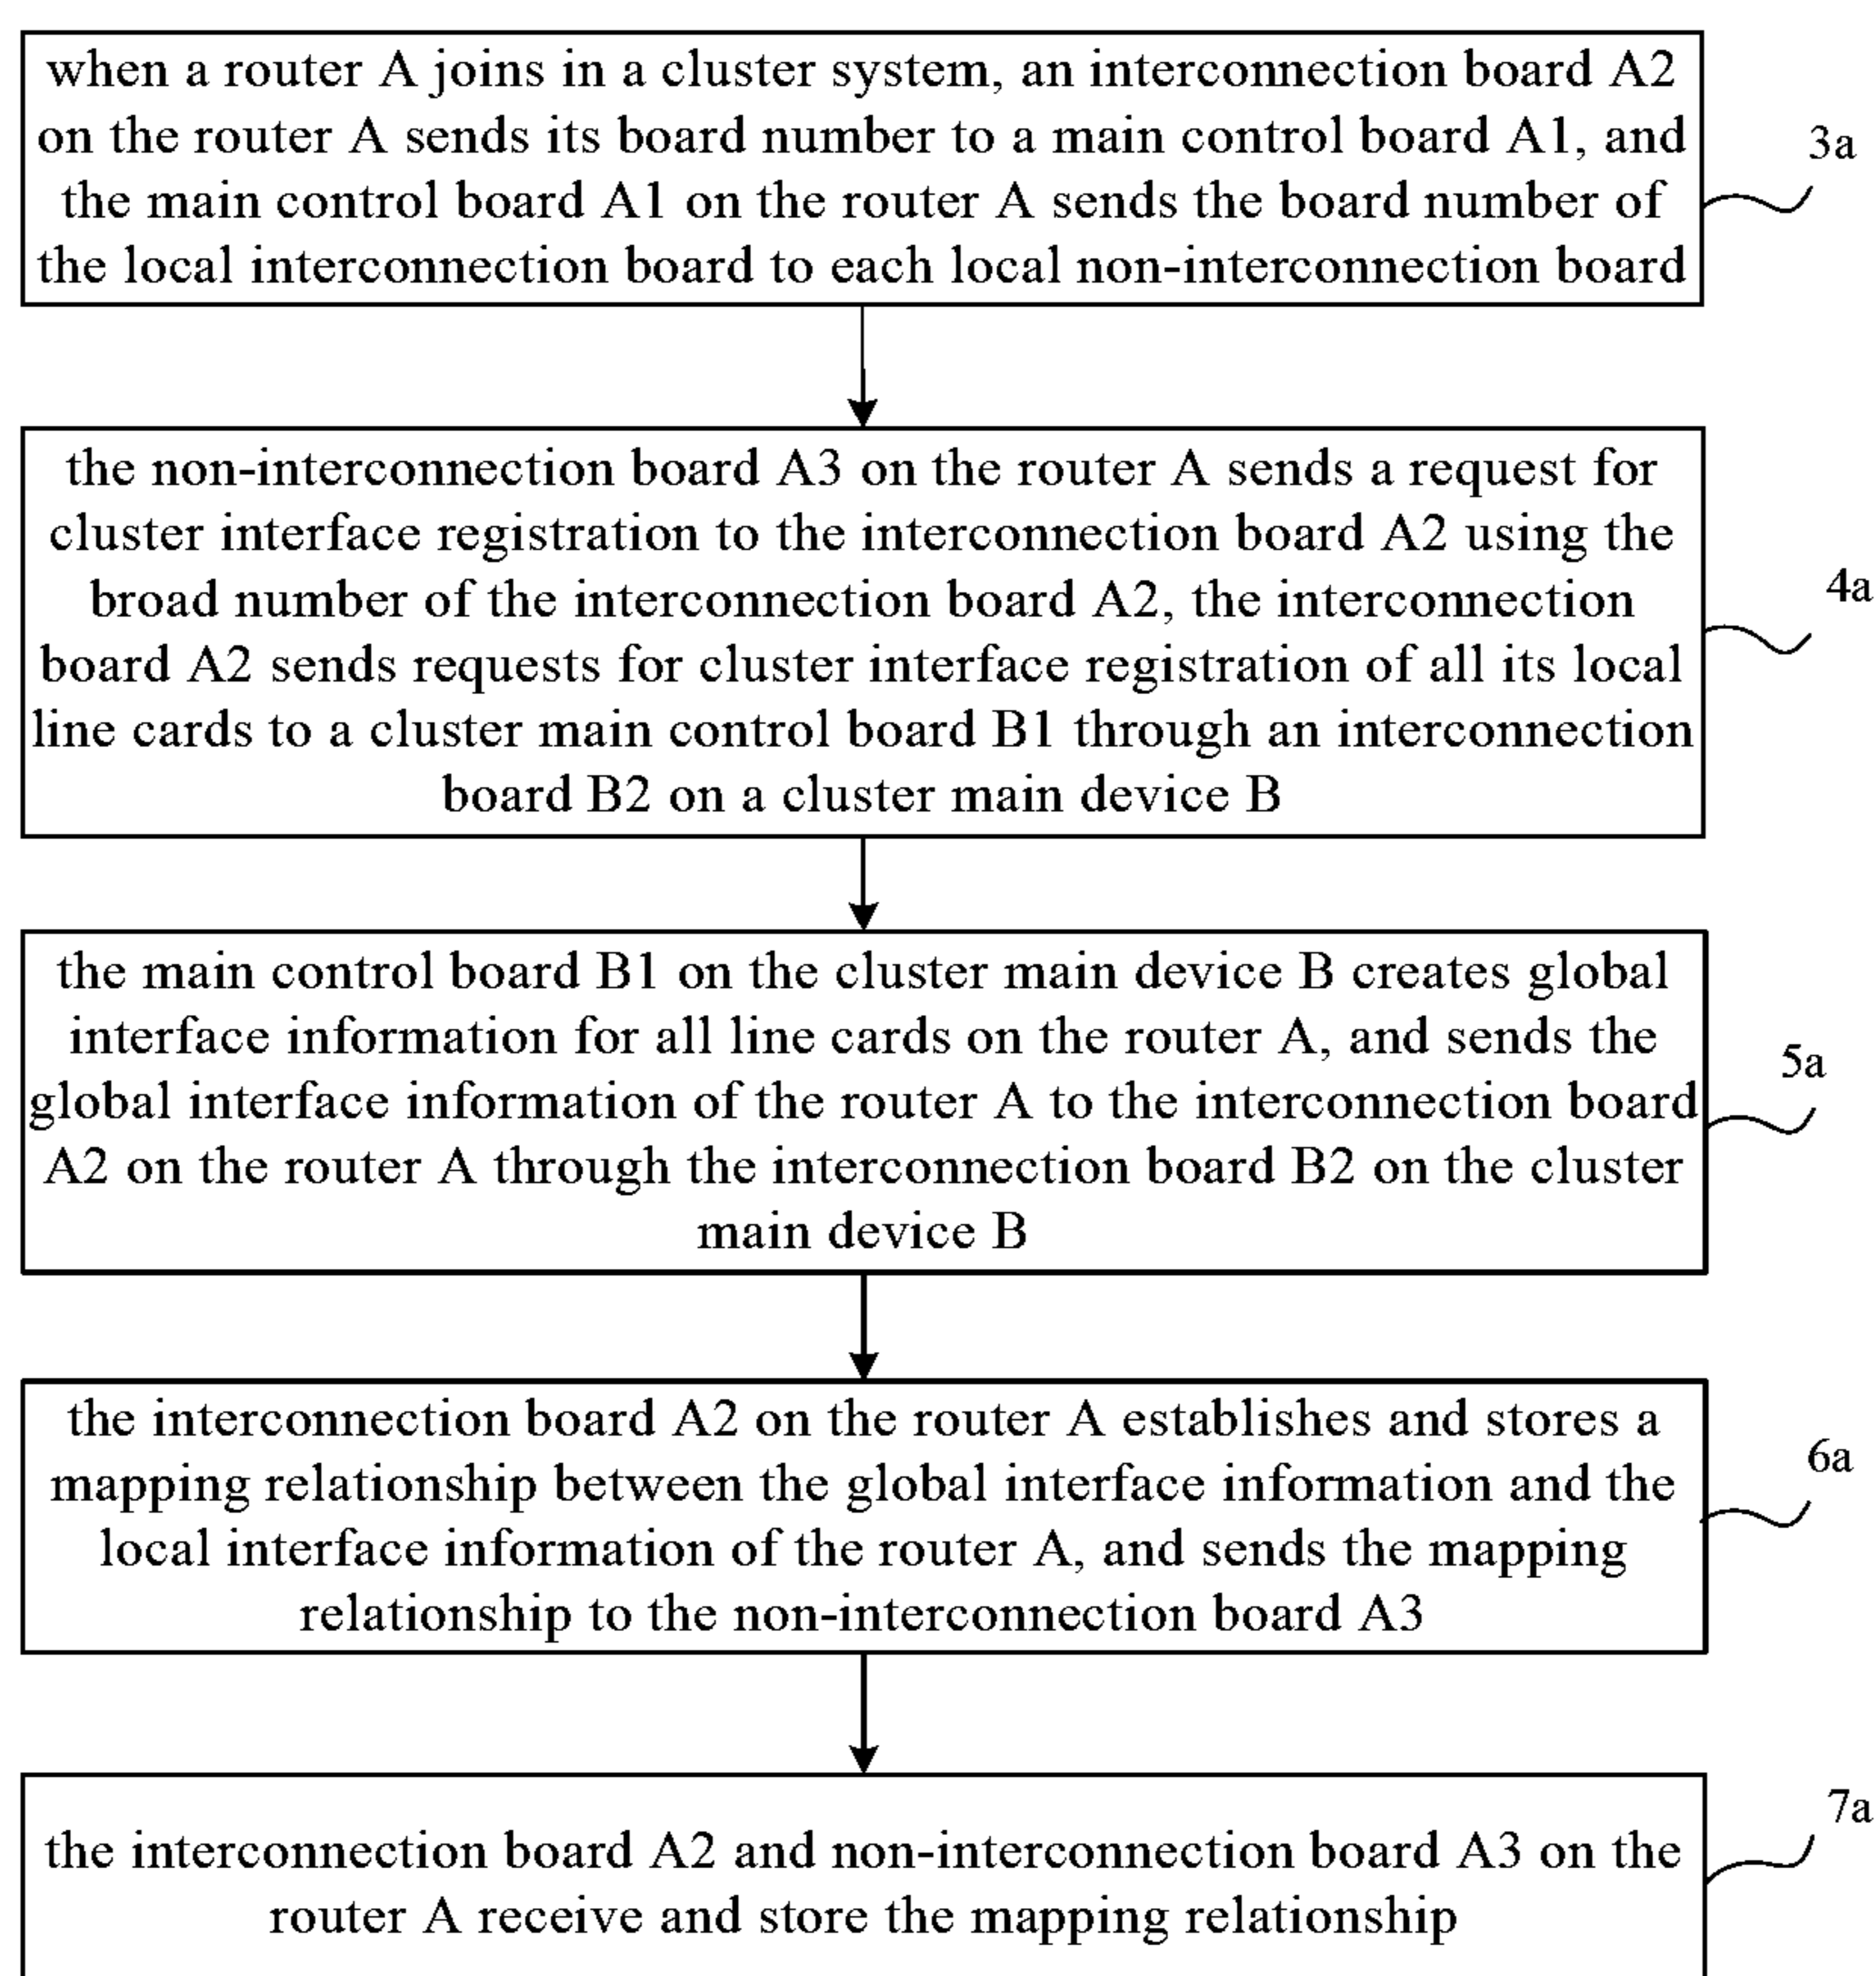 when a router A joins in a cluster system, an interconnection board A2
on the router A sends its board number to a main control board A1, and
the main control board A1 on the router A sends the board number of
the local interconnection board to each local non-interconnection board
3a
the non-interconnection board A3 on the router A sends a request for
cluster interface registration to the interconnection board A2 using the
broad number of the interconnection board A2, the interconnection
board A2 sends requests for cluster interface registration of all its local
line cards to a cluster main control board B1 through an interconnection
board B2 on a cluster main device B
4a
the main control board B1 on the cluster main device B creates global
interface information for all line cards on the router A, and sends the
global interface information of the router A to the interconnection board
A2 on the router A through the interconnection board B2 on the cluster
main device B
5a
the interconnection board A2 on the router A establishes and stores a
mapping relationship between the global interface information and the
local interface information of the router A, and sends the mapping
relationship to the non-interconnection board A3
6a
the interconnection board A2 and non-interconnection board A3 on the
router A receive and store the mapping relationship
7a